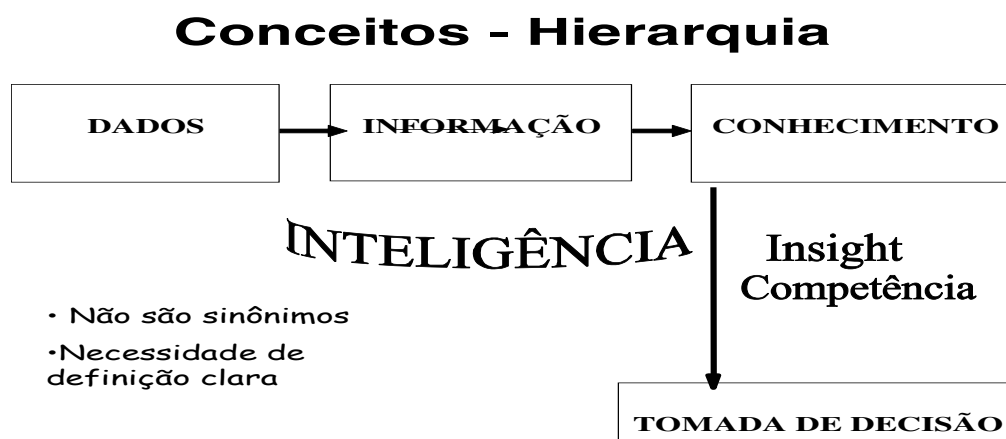 Conceitos - Hierarquia
DADOS
INFORMAÇÃO
CONHECIMENTO
INTELIGÊNCIA
Insight
Competência
• Não são sinônimos
•Necessidade de
definição clara
TOMADA DE DECISÃO